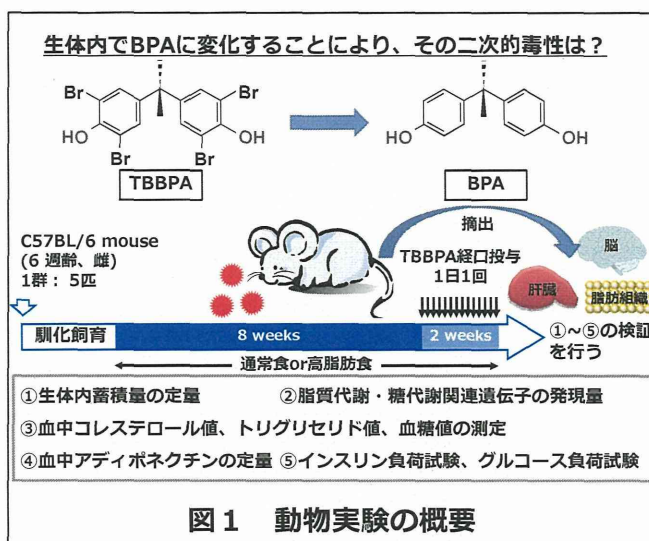 生体内でBPAに変化することにより、その二次的毒性は？
Br
Br
HO
OH
Br
Br
HO
OH
TBBPA
BPA
摘出
C57BL/6 mouse
(6 週齢、雌)
1群： 5匹
TBBPA経口投与
1日1回
脳
肝臓
脂肪組織
馴化飼育
8 weeks
2 weeks
①～⑤の検証
を行う
通常食or高脂肪食
①生体内蓄積量の定量 ②脂質代謝・糖代謝関連遺伝子の発現量
③血中コレステロール値、トリグリセリド値、血糖値の測定
④血中アディポネクチンの定量 ⑤インスリン負荷試験、グルコース負荷試験
図１ 動物実験の概要